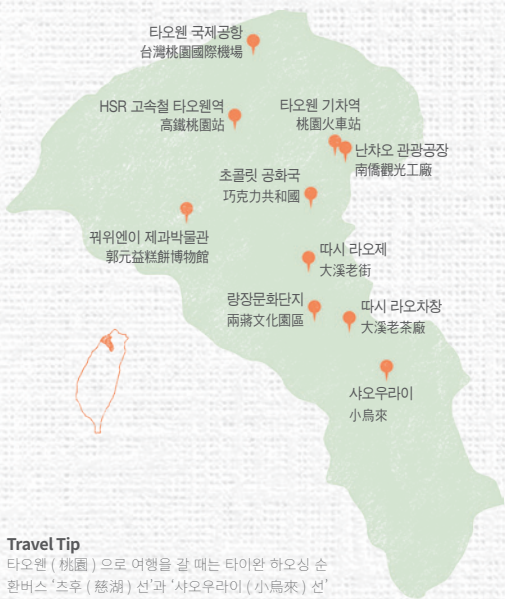 타오웬 국제공항
台灣桃園國際機場
HSR 고속철 타오웬역
高鐵桃園站
타오웬 기차역
桃園火車站
난챠오 관광공장
南僑觀光工廠
초콜릿 공화국
巧克力共和國
꿔위엔이 제과박물관
郭元益糕餅博物館
따시 라오제
大溪老街
량장문화단지
兩蔣文化園區
따시 라오차창
大溪老茶廠
샤오우라이
小烏來
Travel Tip
타오웬 ( 桃園 ) 으로 여행을 갈 때는 타이완 하오싱 순
환버스 ‘츠후 ( 慈湖 ) 선’과 ‘샤오우라이 ( 小烏來 ) 선’